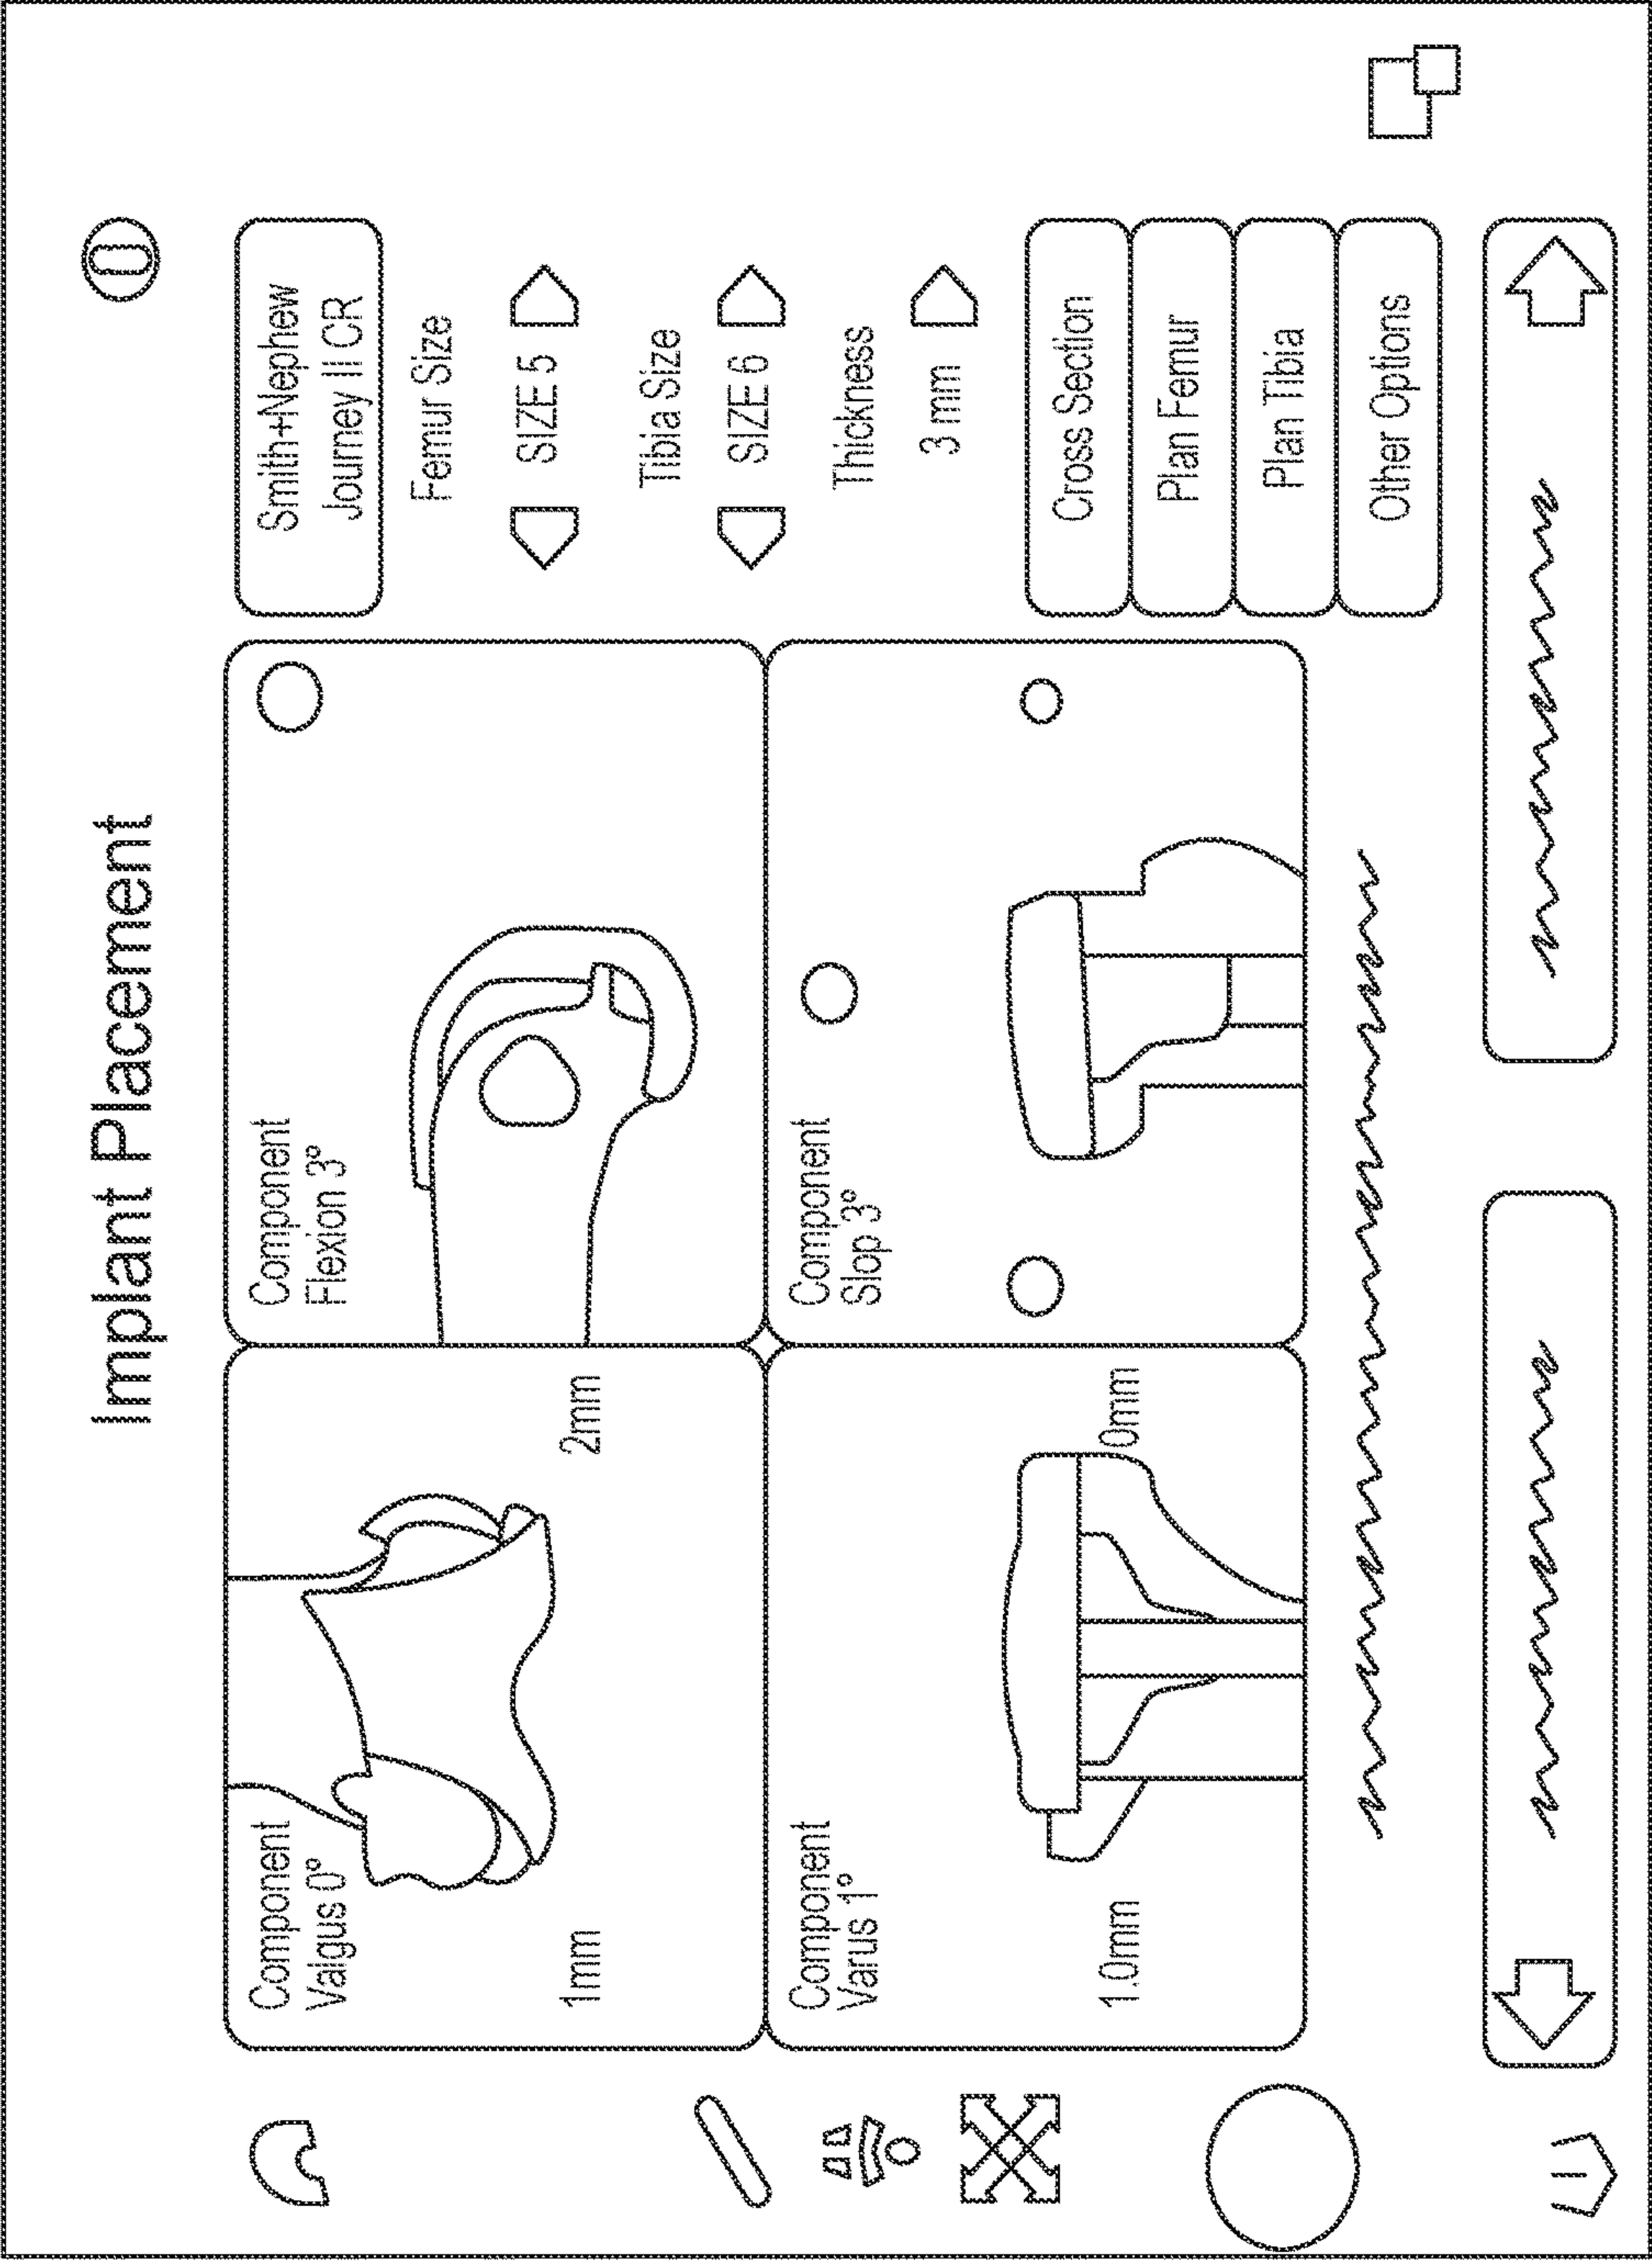 Implant Placement
Component
Valgus 0°
1mm
2mm
Component
Flexion 3°
Component
Varus 1°
1.0mm
0mm
Component
Slop 3°
Smith+Nephew
Journey II CR
Femur Size
SIZE 5
Tibia Size
SIZE 6
Thickness
3 mm
Cross Section
Plan Femur
Plan Tibia
Other Options